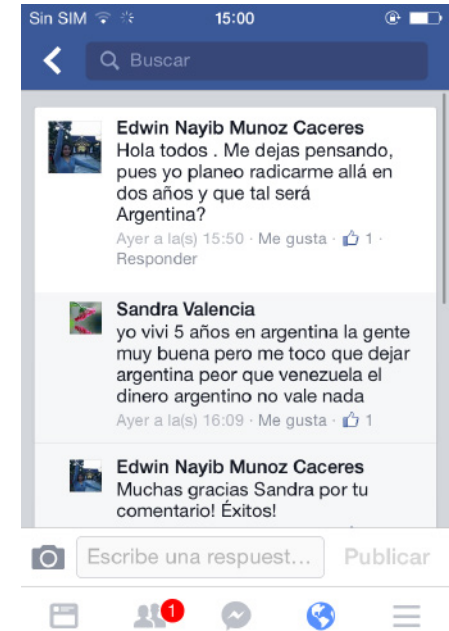 Sin SIM 15:00
Buscar
Edwin Nayib Munoz Caceres
Hola todos . Me dejas pensando,
pues yo planeo radicarme allá en
dos años y que tal será
Argentina?
Ayer a la(s) 15:50 · Me gusta · 1 ·
Responder
Sandra Valencia
yo vivi 5 años en argentina la gente
muy buena pero me toco que dejar
argentina peor que venezuela el
dinero argentino no vale nada
Ayer a la(s) 16:09 · Me gusta · 1
Edwin Nayib Munoz Caceres
Muchas gracias Sandra por tu
comentario! Éxitos!
Escribe una respuest... Publicar
1